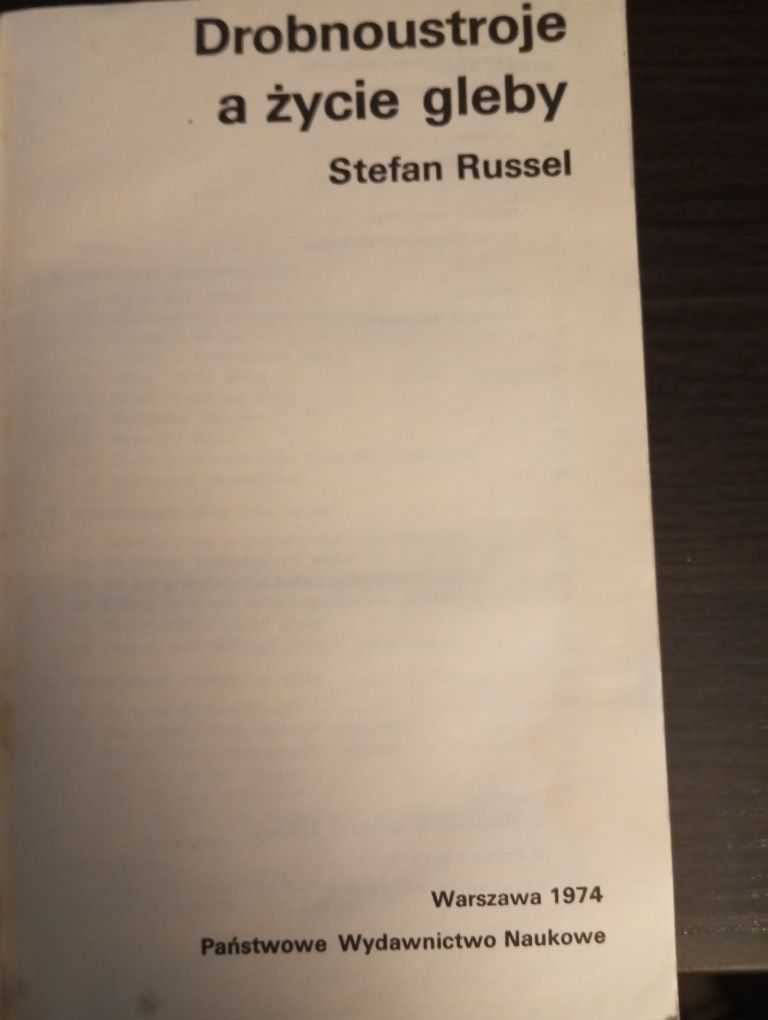 Drobnoustroje
a życie gleby
Stefan Russel
Warszawa 1974
Państwowe Wydawnictwo Naukowe